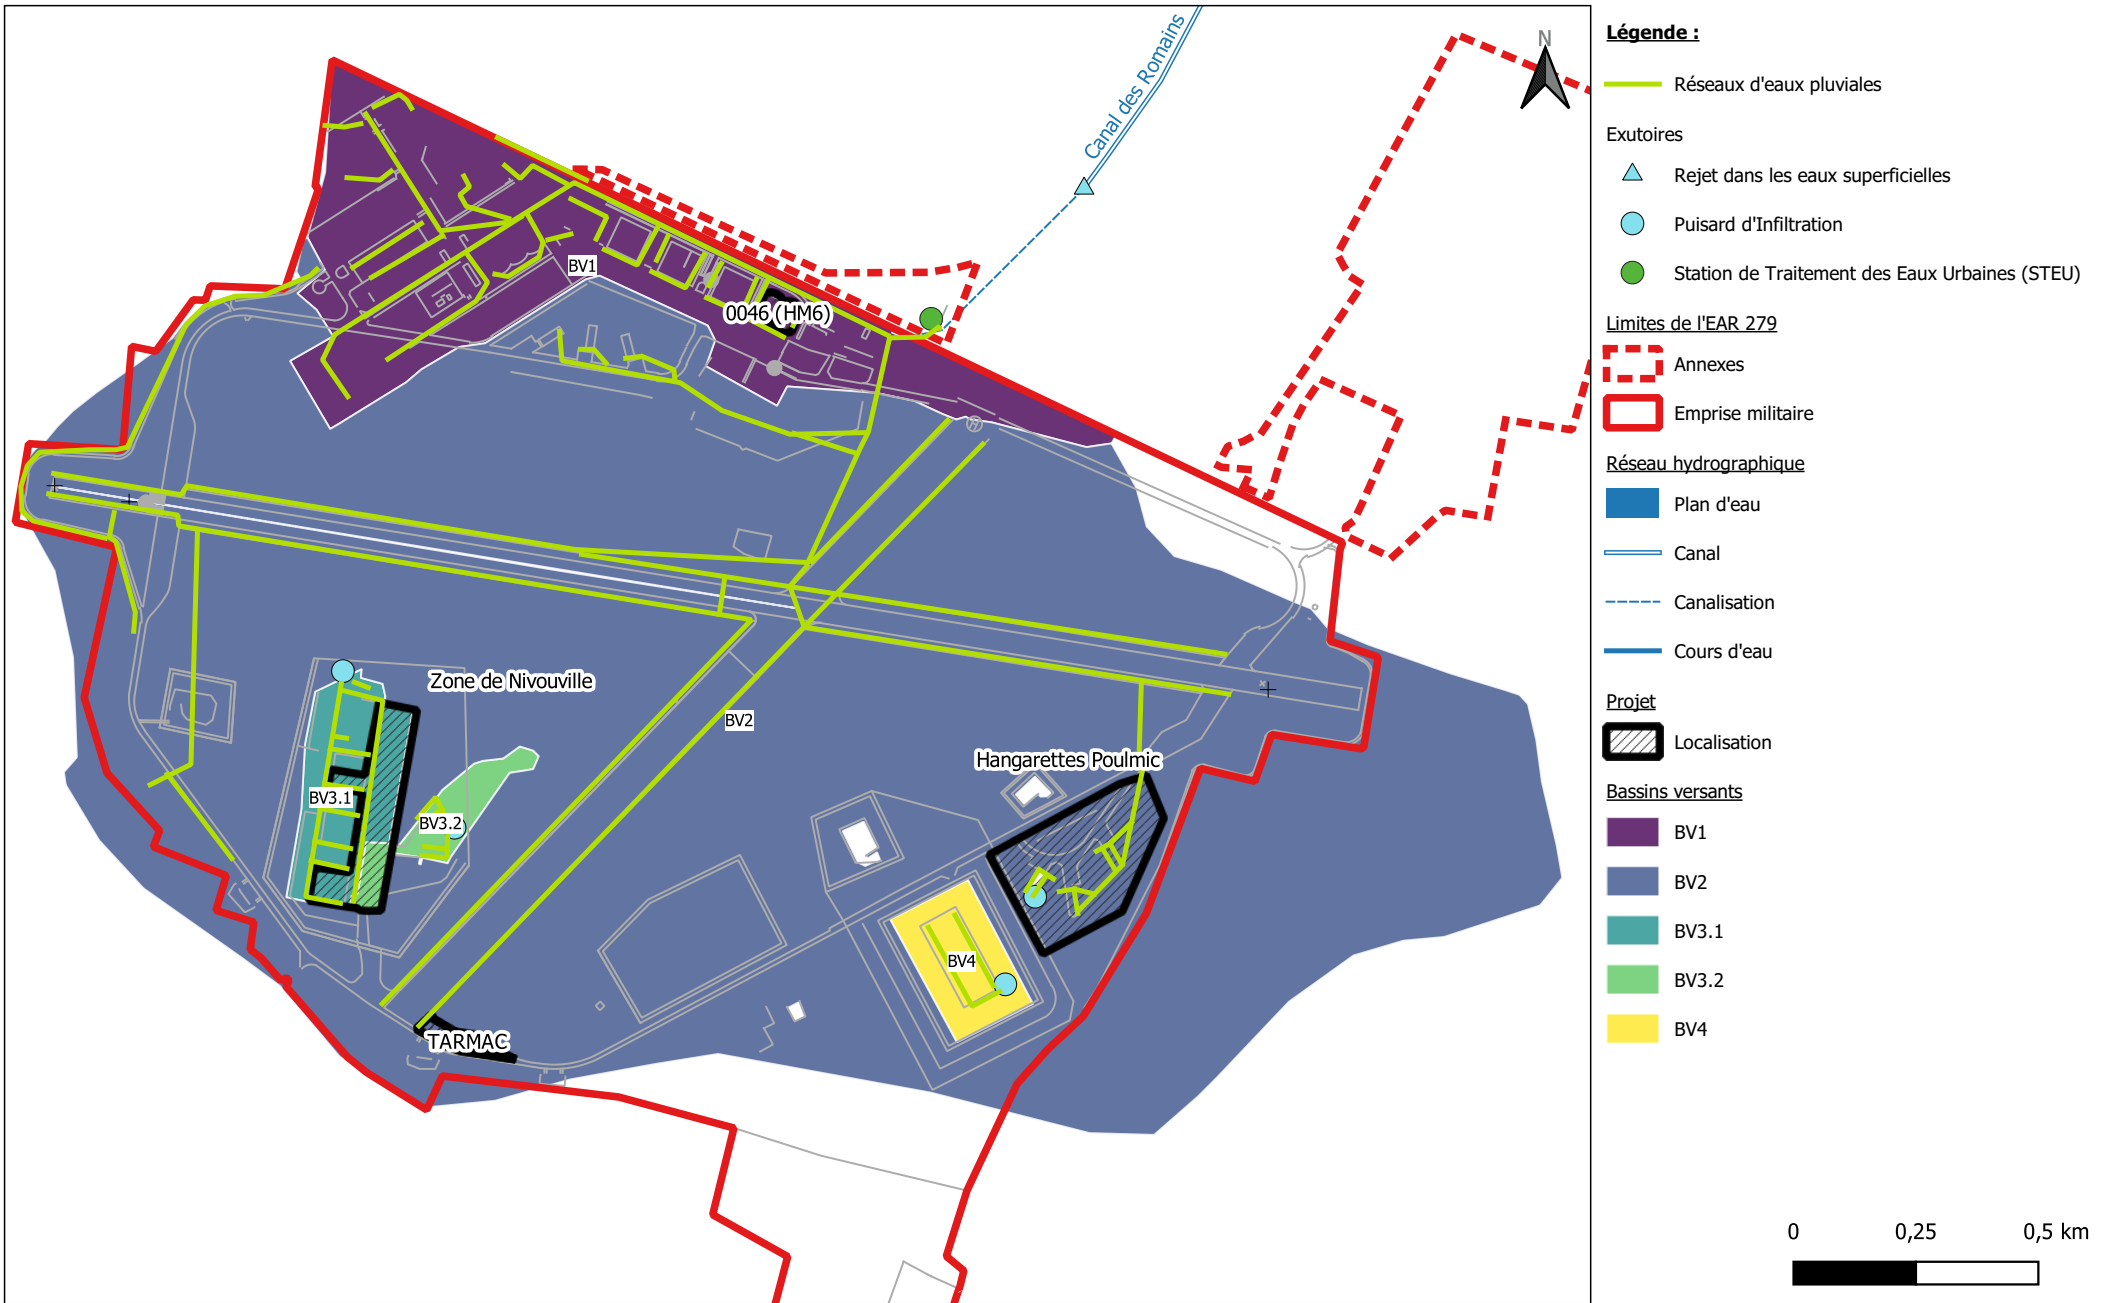 Canal des Romains
N
BV1
0046 (HM6)
H
Zone de Nivouville
BV2
Hangarettes Poulmic
BV3.1
BV3.2
BV4
TARMAC
Légende :
Réseaux d'eaux pluviales
Exutoires
Rejet dans les eaux superficielles
Puisard d'Infiltration
Station de Traitement des Eaux Urbaines (STEU)
Limites de l'EAR 279
Annexes
Emprise militaire
Réseau hydrographique
Plan d'eau
Canal
Canalisation
Cours d'eau
Projet
Localisation
Bassins versants
BV1
BV2
BV3.1
BV3.2
BV4
0 0,25 0,5 km